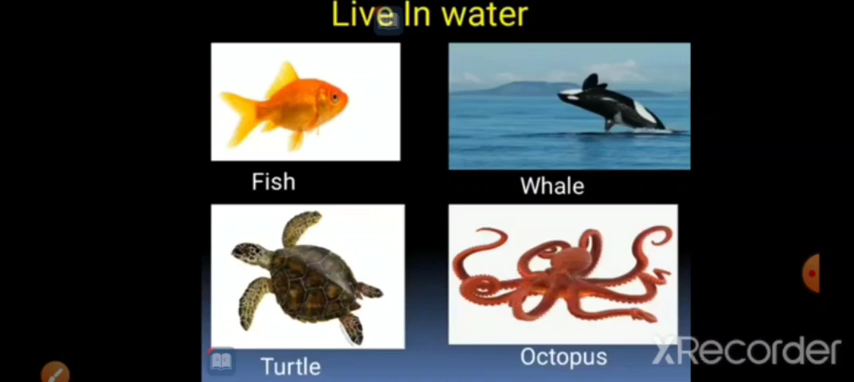 Live In water
Fish
Whale
Turtle
Octopus
XRecorder